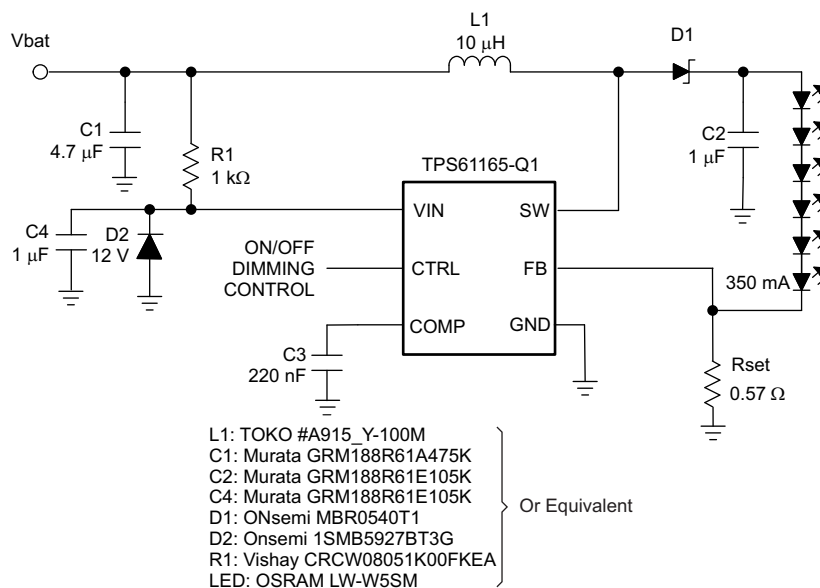 L1
10 μH
D1
Vbat
C1
4.7 μF
R1
1 kΩ
C2
1 μF
TPS61165-Q1
VIN
SW
C4
1 μF
D2
12 V
ON/OFF
DIMMING
CONTROL
CTRL
FB
350 mA
COMP
GND
C3
220 nF
Rset
0.57 Ω
L1: TOKO #A915_Y-100M
C1: Murata GRM188R61A475K
C2: Murata GRM188R61E105K
C4: Murata GRM188R61E105K
D1: ONsemi MBR0540T1
D2: Onsemi 1SMB5927BT3G
R1: Vishay CRCW08051K00FKEA
LED: OSRAM LW-W5SM
Or Equivalent